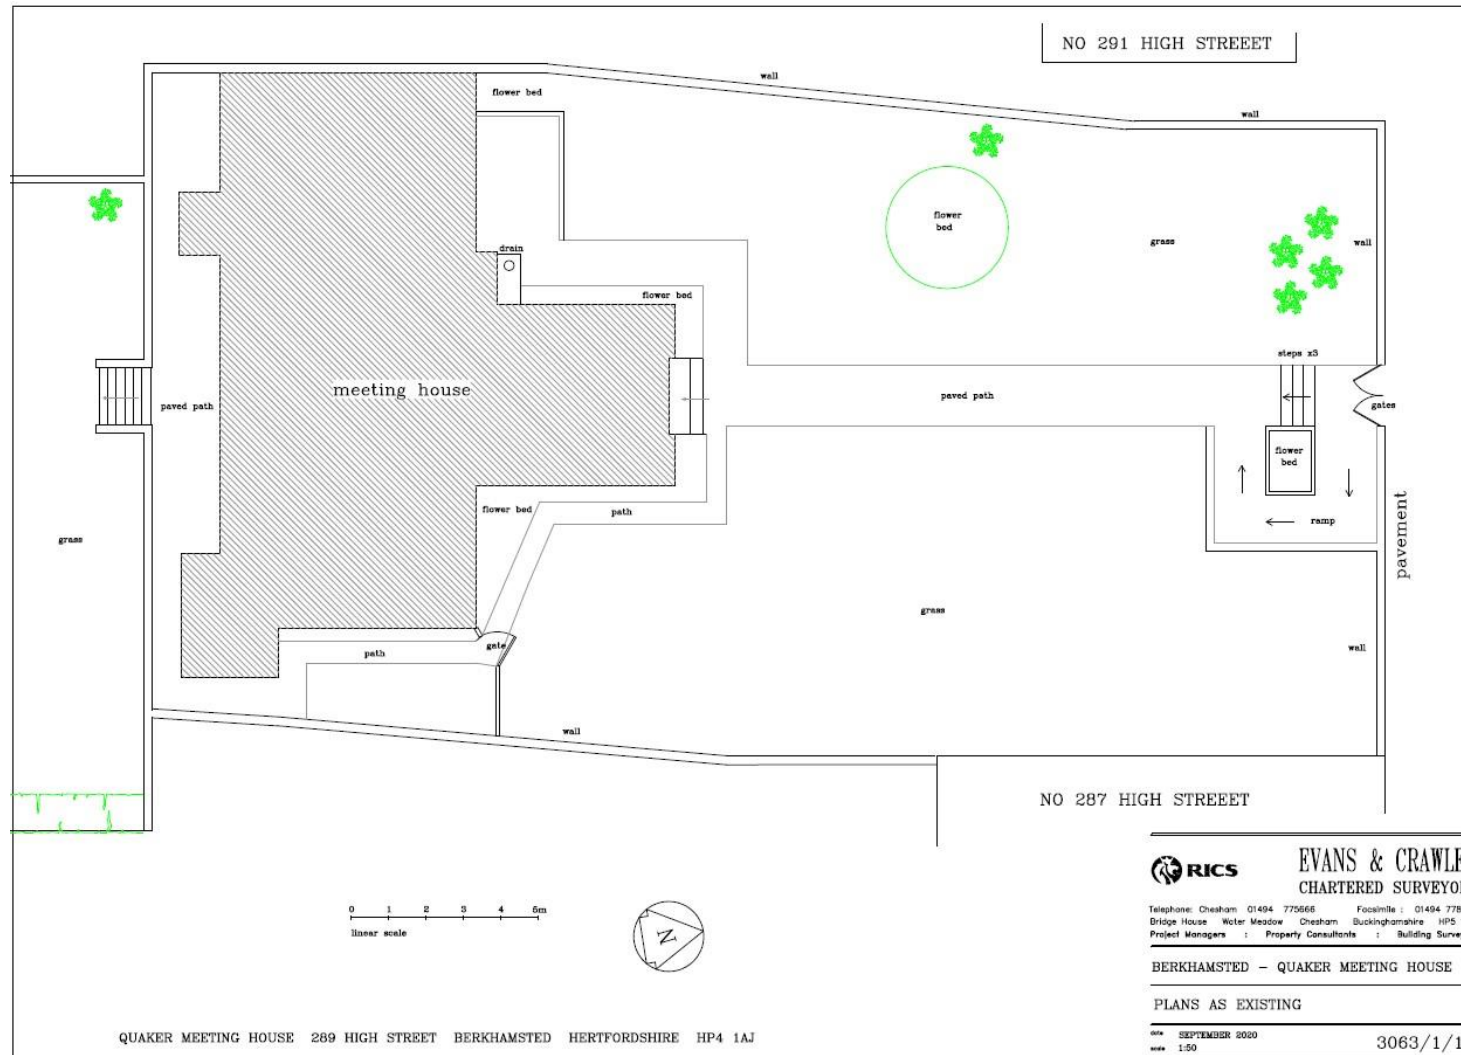 NO 291 HIGH STREEET
wall
flower bed
wall
flower
bed
grass
wall
drain
flower bed
steps x3
meeting house
paved path
paved path
gates
flower
bed
flower bed
path
ramp
pavement
grass
grass
gate
path
wall
wall
NO 287 HIGH STREEET
RICS
EVANS & CRAWLE
CHARTERED SURVEYO
Telephone: Chesham 01494 775666 Facsimile : 01494 778
Bridge House Water Meadow Chesham Buckinghamshire HP5
Project Managers : Property Consultants : Building Surve
0 1 2 3 4 5m
linear scale
N
BERKHAMSTED - QUAKER MEETING HOUSE
PLANS AS EXISTING
date SEPTEMBER 2020
scale 1:50
3063/1/1
QUAKER MEETING HOUSE 289 HIGH STREET BERKHAMSTED HERTFORDSHIRE HP4 1AJ